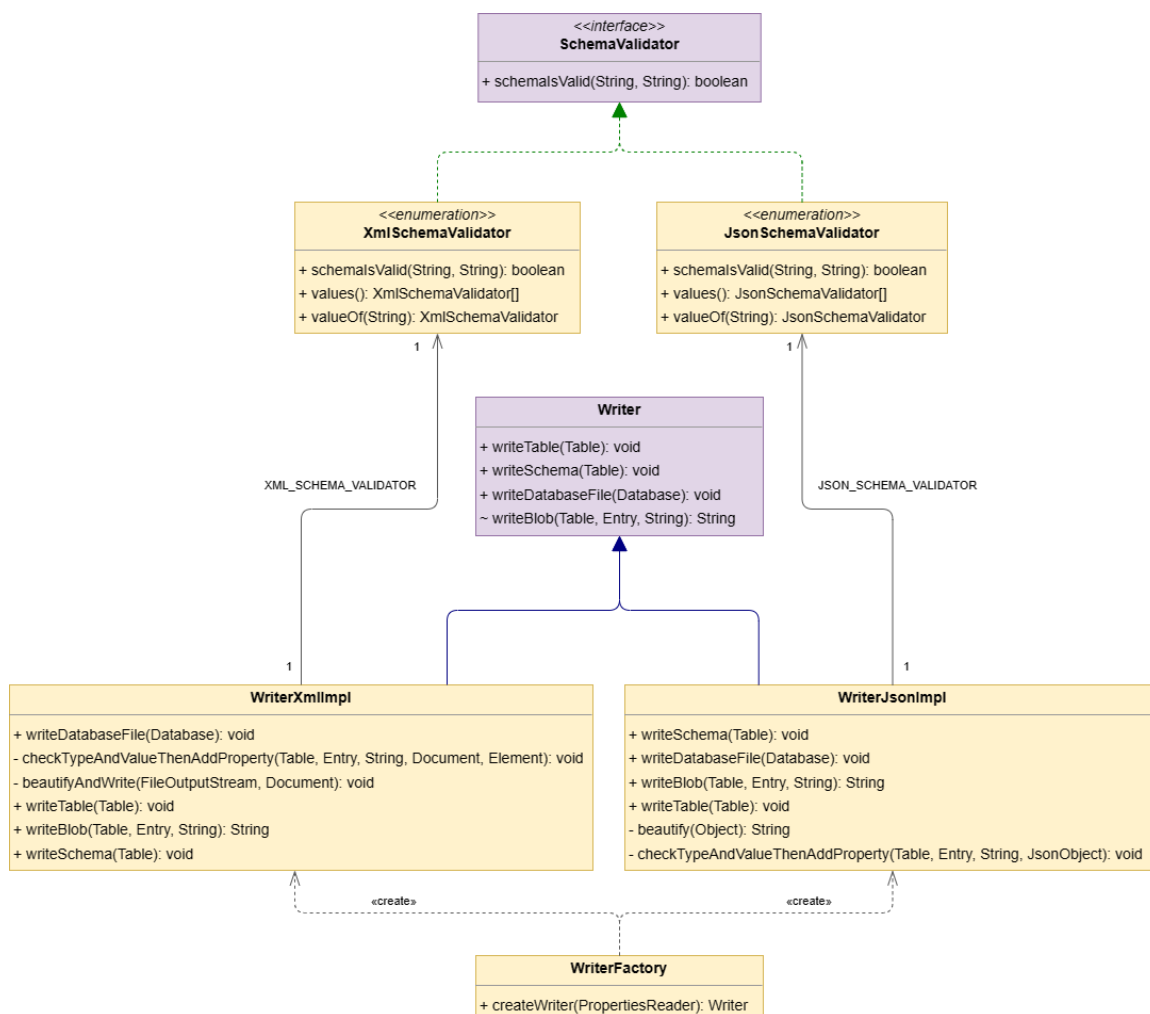 <<interface>>
SchemaValidator
+ schemaIsValid(String, String): boolean
<<enumeration>>
XmlSchemaValidator
+ schemaIsValid(String, String): boolean
+ values(): XmlSchemaValidator[]
+ valueOf(String): XmlSchemaValidator
<<enumeration>>
JsonSchemaValidator
+ schemaIsValid(String, String): boolean
+ values(): JsonSchemaValidator[]
+ valueOf(String): JsonSchemaValidator
1
1
Writer
+ writeTable(Table): void
+ writeSchema(Table): void
+ writeDatabaseFile(Database): void
~ writeBlob(Table, Entry, String): String
XML_SCHEMA_VALIDATOR
JSON_SCHEMA_VALIDATOR
1
1
WriterXmlImpl
+ writeDatabaseFile(Database): void
- checkTypeAndValueThenAddProperty(Table, Entry, String, Document, Element): void
- beautifyAndWrite(FileOutputStream, Document): void
+ writeTable(Table): void
+ writeBlob(Table, Entry, String): String
+ writeSchema(Table): void
WriterJsonImpl
+ writeSchema(Table): void
+ writeDatabaseFile(Database): void
+ writeBlob(Table, Entry, String): String
+ writeTable(Table): void
- beautify(Object): String
- checkTypeAndValueThenAddProperty(Table, Entry, String, JsonObject): void
«create»
«create»
WriterFactory
+ createWriter(PropertiesReader): Writer